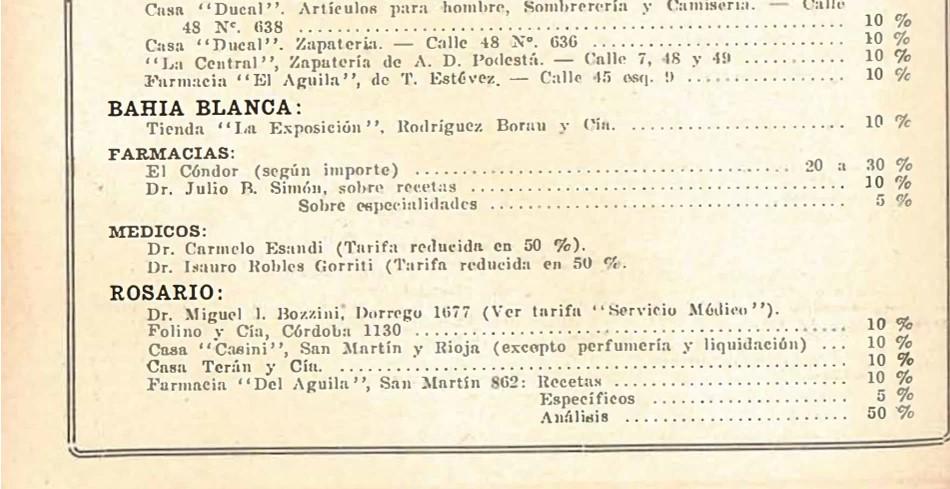 Casa ‘‘Ducal’’. Artículos para hombre, Sombrerería y Camisería. — Calle
48 Nº. 638 ........................ 10 %
Casa ‘‘Ducal’’. Zapatería. — Calle 48 Nº. 636 ........................ 10 %
‘‘La Central’’, Zapatería de A. D. Podestá. — Calle 7, 48 y 49 ........... 10 %
Farmacia ‘‘El Aguila’’, de T. Estévez. — Calle 45 esq. 9 ................ 10 %
BAHIA BLANCA:
Tienda ‘‘La Exposición’’, Rodríguez Borau y Cía. ........................ 10 %
FARMACIAS:
El Cóndor (según importe) ........................ 20 a 30 %
Dr. Julio B. Simón, sobre recetas ........................ 10 %
Sobre especialidades ........................ 5 %
MEDICOS:
Dr. Carmelo Esandi (Tarifa reducida en 50 %).
Dr. Isauro Robles Gorriti (Tarifa reducida en 50 %.
ROSARIO:
Dr. Miguel I. Bozzini, Dorrego 1677 (Ver tarifa ‘‘Servicio Médico’’).
Folino y Cía, Córdoba 1130 ........................ 10 %
Casa ‘‘Casini’’, San Martín y Rioja (excepto perfumería y liquidación) ... 10 %
Casa Terán y Cía. ........................ 10 %
Farmacia ‘‘Del Aguila’’, San Martín 862: Recetas ........................ 10 %
Específicos ........................ 5 %
Análisis ........................ 50 %